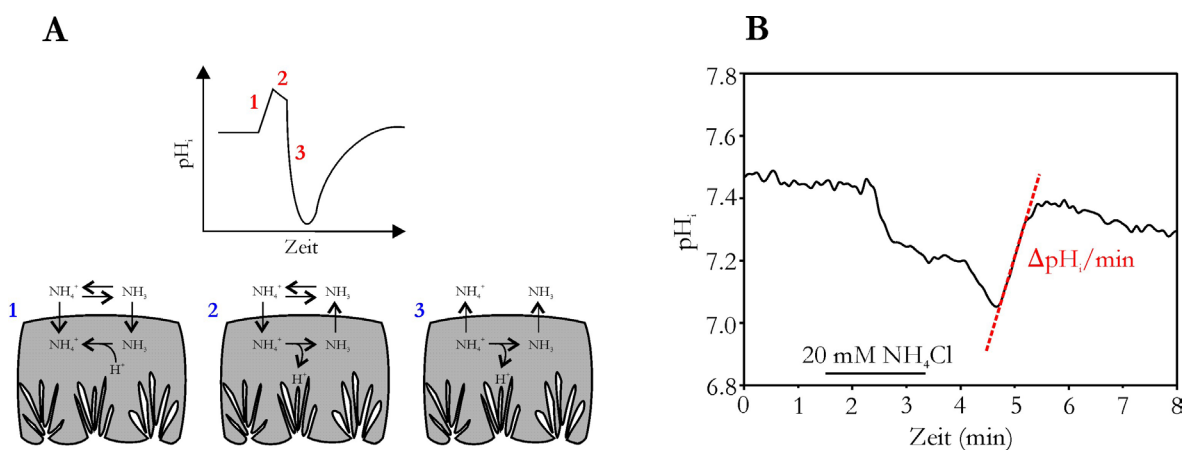 A
pHᵢ
1
2
3
Zeit
1
NH₄⁺ NH₃
NH₄⁺ NH₃
H⁺
2
NH₄⁺ NH₃
NH₄⁺ NH₃
H⁺
3
NH₄⁺ NH₃
NH₄⁺ NH₃
H⁺
B
pHᵢ
7.8
7.6
7.4
7.2
7.0
6.8
ΔpHᵢ/min
20 mM NH₄Cl
0 1 2 3 4 5 6 7 8
Zeit (min)